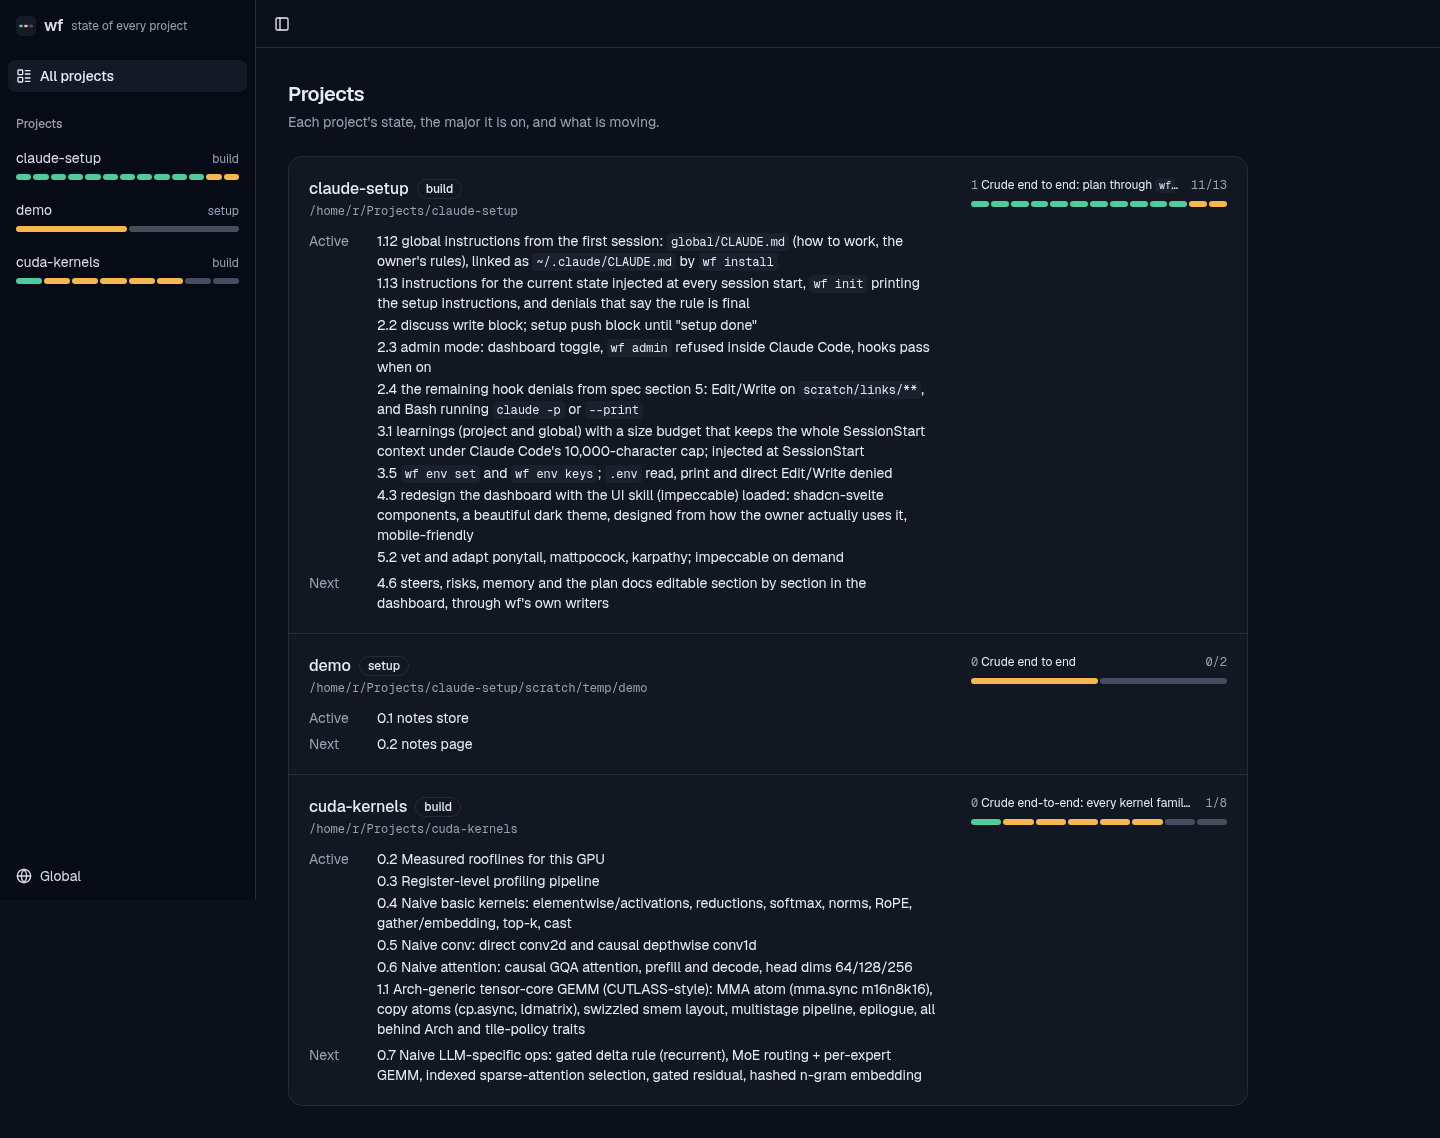 wf state of every project
All projects
Projects
claude-setup build
demo setup
cuda-kernels build
Global
Projects
Each project's state, the major it is on, and what is moving.
claude-setup build
/home/r/Projects/claude-setup
1 Crude end to end: plan through wf… 11/13
Active 1.12 global instructions from the first session: global/CLAUDE.md (how to work, the
owner's rules), linked as ~/.claude/CLAUDE.md by wf install
1.13 instructions for the current state injected at every session start, wf init printing
the setup instructions, and denials that say the rule is final
2.2 discuss write block; setup push block until "setup done"
2.3 admin mode: dashboard toggle, wf admin refused inside Claude Code, hooks pass
when on
2.4 the remaining hook denials from spec section 5: Edit/Write on scratch/links/**,
and Bash running claude -p or --print
3.1 learnings (project and global) with a size budget that keeps the whole SessionStart
context under Claude Code's 10,000-character cap; injected at SessionStart
3.5 wf env set and wf env keys; .env read, print and direct Edit/Write denied
4.3 redesign the dashboard with the UI skill (impeccable) loaded: shadcn-svelte
components, a beautiful dark theme, designed from how the owner actually uses it,
mobile-friendly
5.2 vet and adapt ponytail, mattpocock, karpathy; impeccable on demand
Next 4.6 steers, risks, memory and the plan docs editable section by section in the
dashboard, through wf's own writers
demo setup
/home/r/Projects/claude-setup/scratch/temp/demo
0 Crude end to end 0/2
Active 0.1 notes store
Next 0.2 notes page
cuda-kernels build
/home/r/Projects/cuda-kernels
0 Crude end-to-end: every kernel famil… 1/8
Active 0.2 Measured rooflines for this GPU
0.3 Register-level profiling pipeline
0.4 Naive basic kernels: elementwise/activations, reductions, softmax, norms, RoPE,
gather/embedding, top-k, cast
0.5 Naive conv: direct conv2d and causal depthwise conv1d
0.6 Naive attention: causal GQA attention, prefill and decode, head dims 64/128/256
1.1 Arch-generic tensor-core GEMM (CUTLASS-style): MMA atom (mma.sync m16n8k16),
copy atoms (cp.async, ldmatrix), swizzled smem layout, multistage pipeline, epilogue, all
behind Arch and tile-policy traits
Next 0.7 Naive LLM-specific ops: gated delta rule (recurrent), MoE routing + per-expert
GEMM, indexed sparse-attention selection, gated residual, hashed n-gram embedding